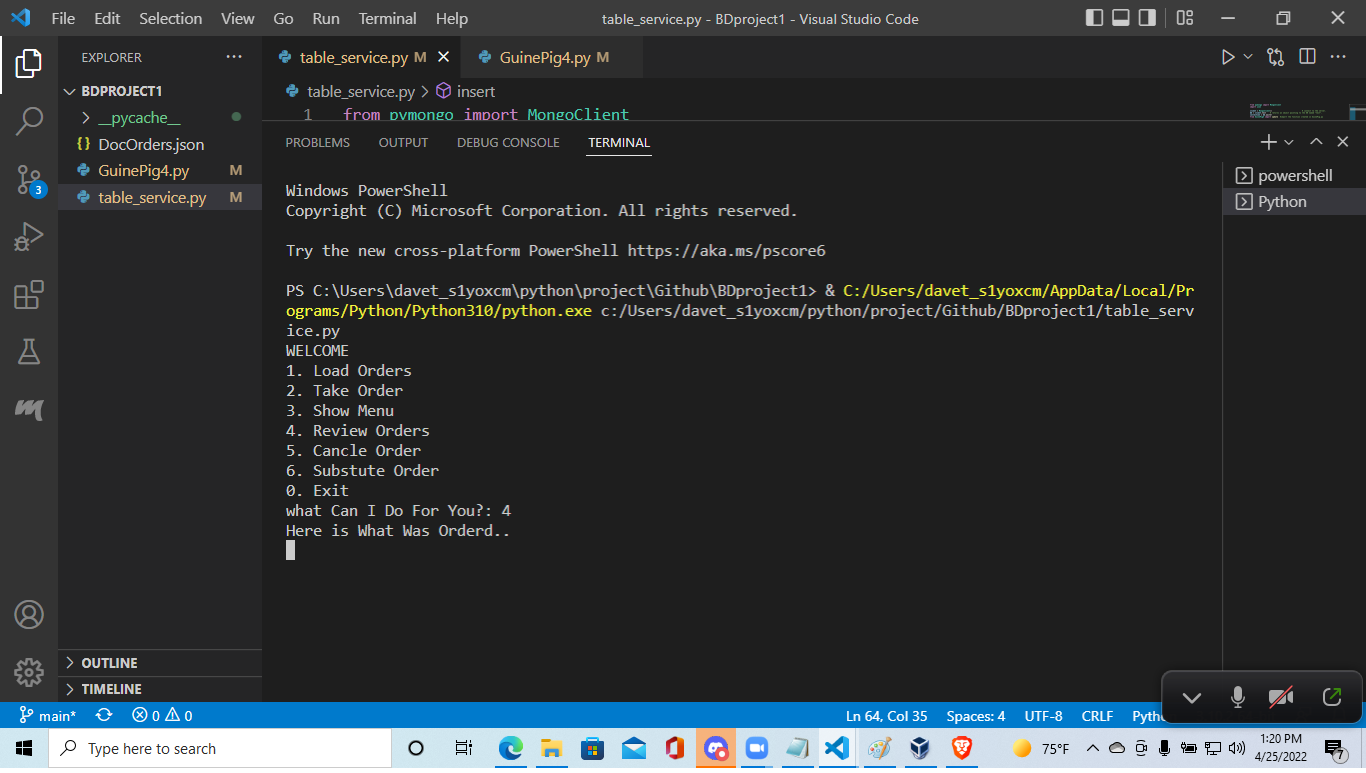 File Edit Selection View Go Run Terminal Help
table_service.py - BDproject1 - Visual Studio Code
EXPLORER
BDPROJECT1
__pycache__
DocOrders.json
GuinePig4.py M
table_service.py M
OUTLINE
TIMELINE
3
table_service.py M
GuinePig4.py M
table_service.py > insert
1 from pymongo import MongoClient
PROBLEMS OUTPUT DEBUG CONSOLE TERMINAL
powershell
Python
Windows PowerShell
Copyright (C) Microsoft Corporation. All rights reserved.
Try the new cross-platform PowerShell https://aka.ms/pscore6
PS C:\Users\davet_s1yoxcm\python\project\Github\BDproject1> & C:/Users/davet_s1yoxcm/AppData/Local/Pr
ograms/Python/Python310/python.exe c:/Users/davet_s1yoxcm/python/project/Github/BDproject1/table_serv
ice.py
WELCOME
1. Load Orders
2. Take Order
3. Show Menu
4. Review Orders
5. Cancle Order
6. Substute Order
0. Exit
what Can I Do For You?: 4
Here is What Was Orderd..
main* 0 0
Ln 64, Col 35 Spaces: 4 UTF-8 CRLF Pytho
Type here to search
75°F
1:20 PM
4/25/2022
7